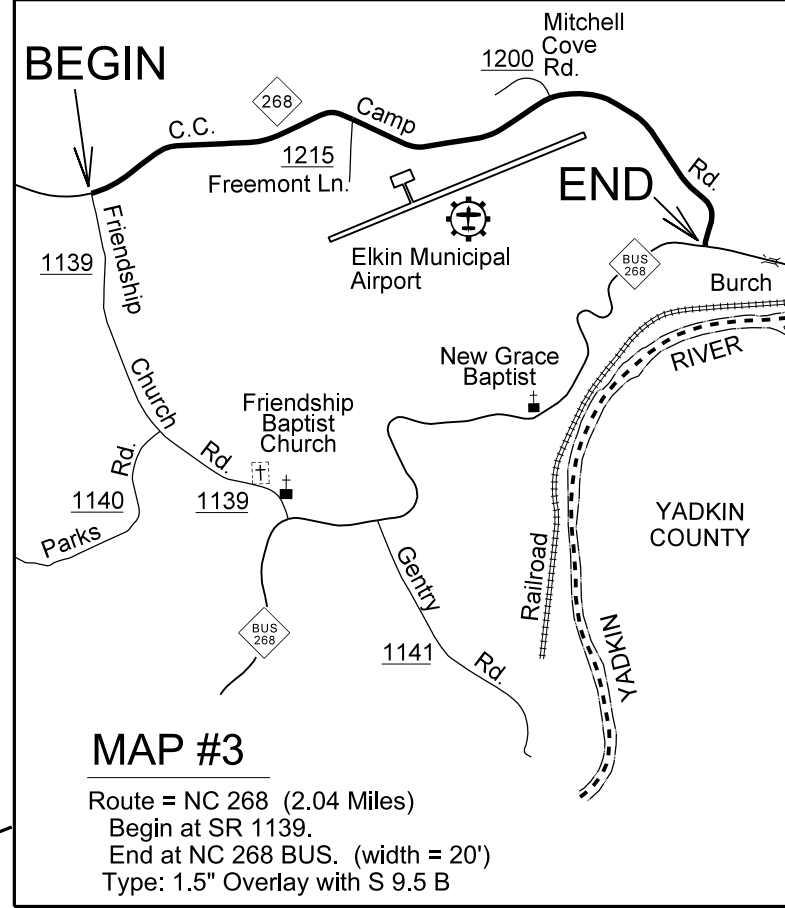 Mitchell
Cove
Rd.
1200
BEGIN
268
C.C.
Camp
Rd.
1215
Freemont Ln.
END
Friendship
1139
Elkin Municipal
Airport
BUS
268
Burch
RIVER
New Grace
Baptist
Church
Rd.
Friendship
Baptist
Church
Rd.
1140
1139
Parks
YADKIN
COUNTY
Gentry
Railroad
BUS
268
1141
Rd.
YADKIN
MAP #3
Route = NC 268 (2.04 Miles)
Begin at SR 1139.
End at NC 268 BUS. (width = 20')
Type: 1.5" Overlay with S 9.5 B